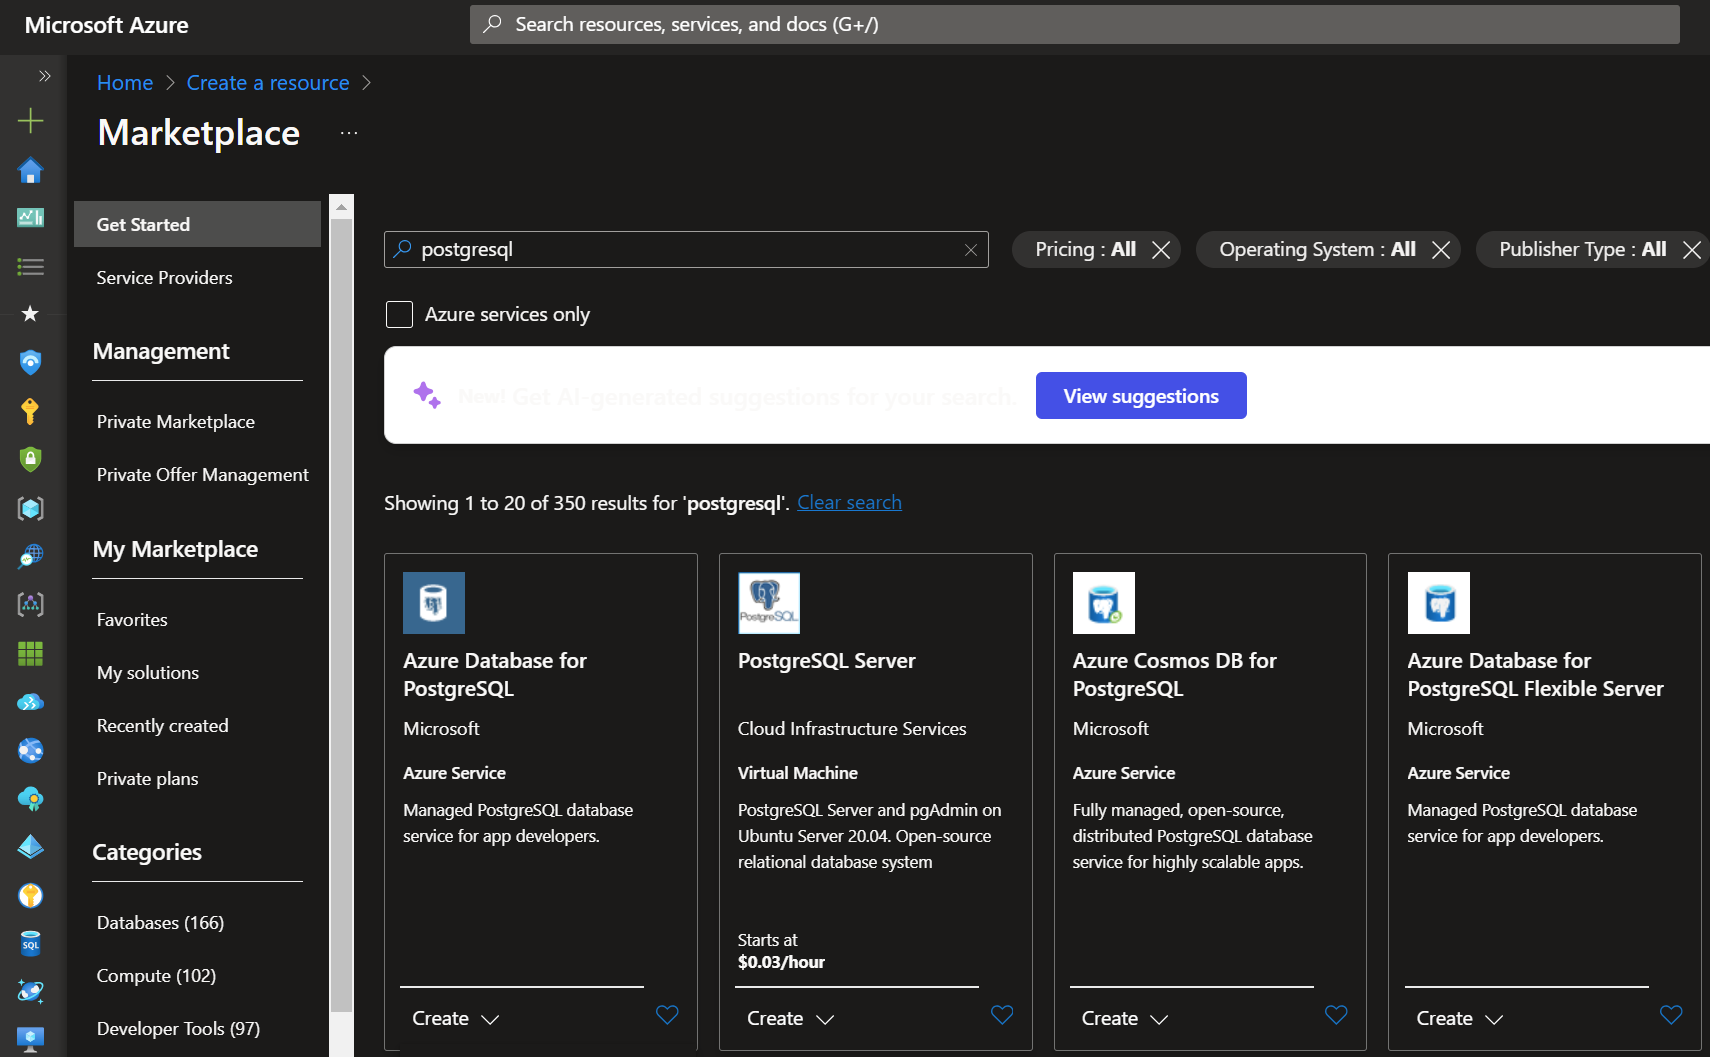 Microsoft Azure
Search resources, services, and docs (G+/)
Home > Create a resource >
Marketplace ...
Get Started
Service Providers
Management
Private Marketplace
Private Offer Management
My Marketplace
Favorites
My solutions
Recently created
Private plans
Categories
Databases (166)
Compute (102)
Developer Tools (97)
postgresql
Pricing : All
Operating System : All
Publisher Type : All
Azure services only
New! Get AI-generated suggestions for your search.
View suggestions
Showing 1 to 20 of 350 results for 'postgresql'. Clear search
Azure Database for
PostgreSQL
Microsoft
Azure Service
Managed PostgreSQL database
service for app developers.
Create
PostgreSQL
PostgreSQL Server
Cloud Infrastructure Services
Virtual Machine
PostgreSQL Server and pgAdmin on
Ubuntu Server 20.04. Open-source
relational database system
Starts at
$0.03/hour
Create
Azure Cosmos DB for
PostgreSQL
Microsoft
Azure Service
Fully managed, open-source,
distributed PostgreSQL database
service for highly scalable apps.
Create
Azure Database for
PostgreSQL Flexible Server
Microsoft
Azure Service
Managed PostgreSQL database
service for app developers.
Create
SQL